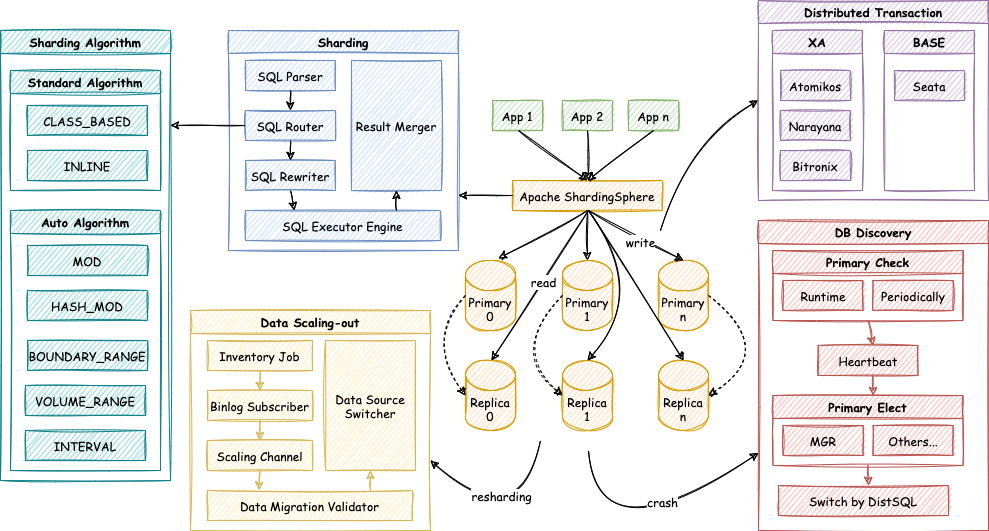 Sharding Algorithm
Standard Algorithm
CLASS_BASED
INLINE
Auto Algorithm
MOD
HASH_MOD
BOUNDARY_RANGE
VOLUME_RANGE
INTERVAL
Sharding
SQL Parser
SQL Router
SQL Rewriter
SQL Executor Engine
Result Merger
App 1
App 2
App n
Apache ShardingSphere
write
read
Primary
0
Primary
1
Primary
n
Replica
0
Replica
1
Replica
n
resharding
crash
Data Scaling-out
Inventory Job
Binlog Subscriber
Scaling Channel
Data Migration Validator
Data Source
Switcher
Distributed Transaction
XA
Atomikos
Narayana
Bitronix
BASE
Seata
DB Discovery
Primary Check
Runtime
Periodically
Heartbeat
Primary Elect
MGR
Others...
Switch by DistSQL